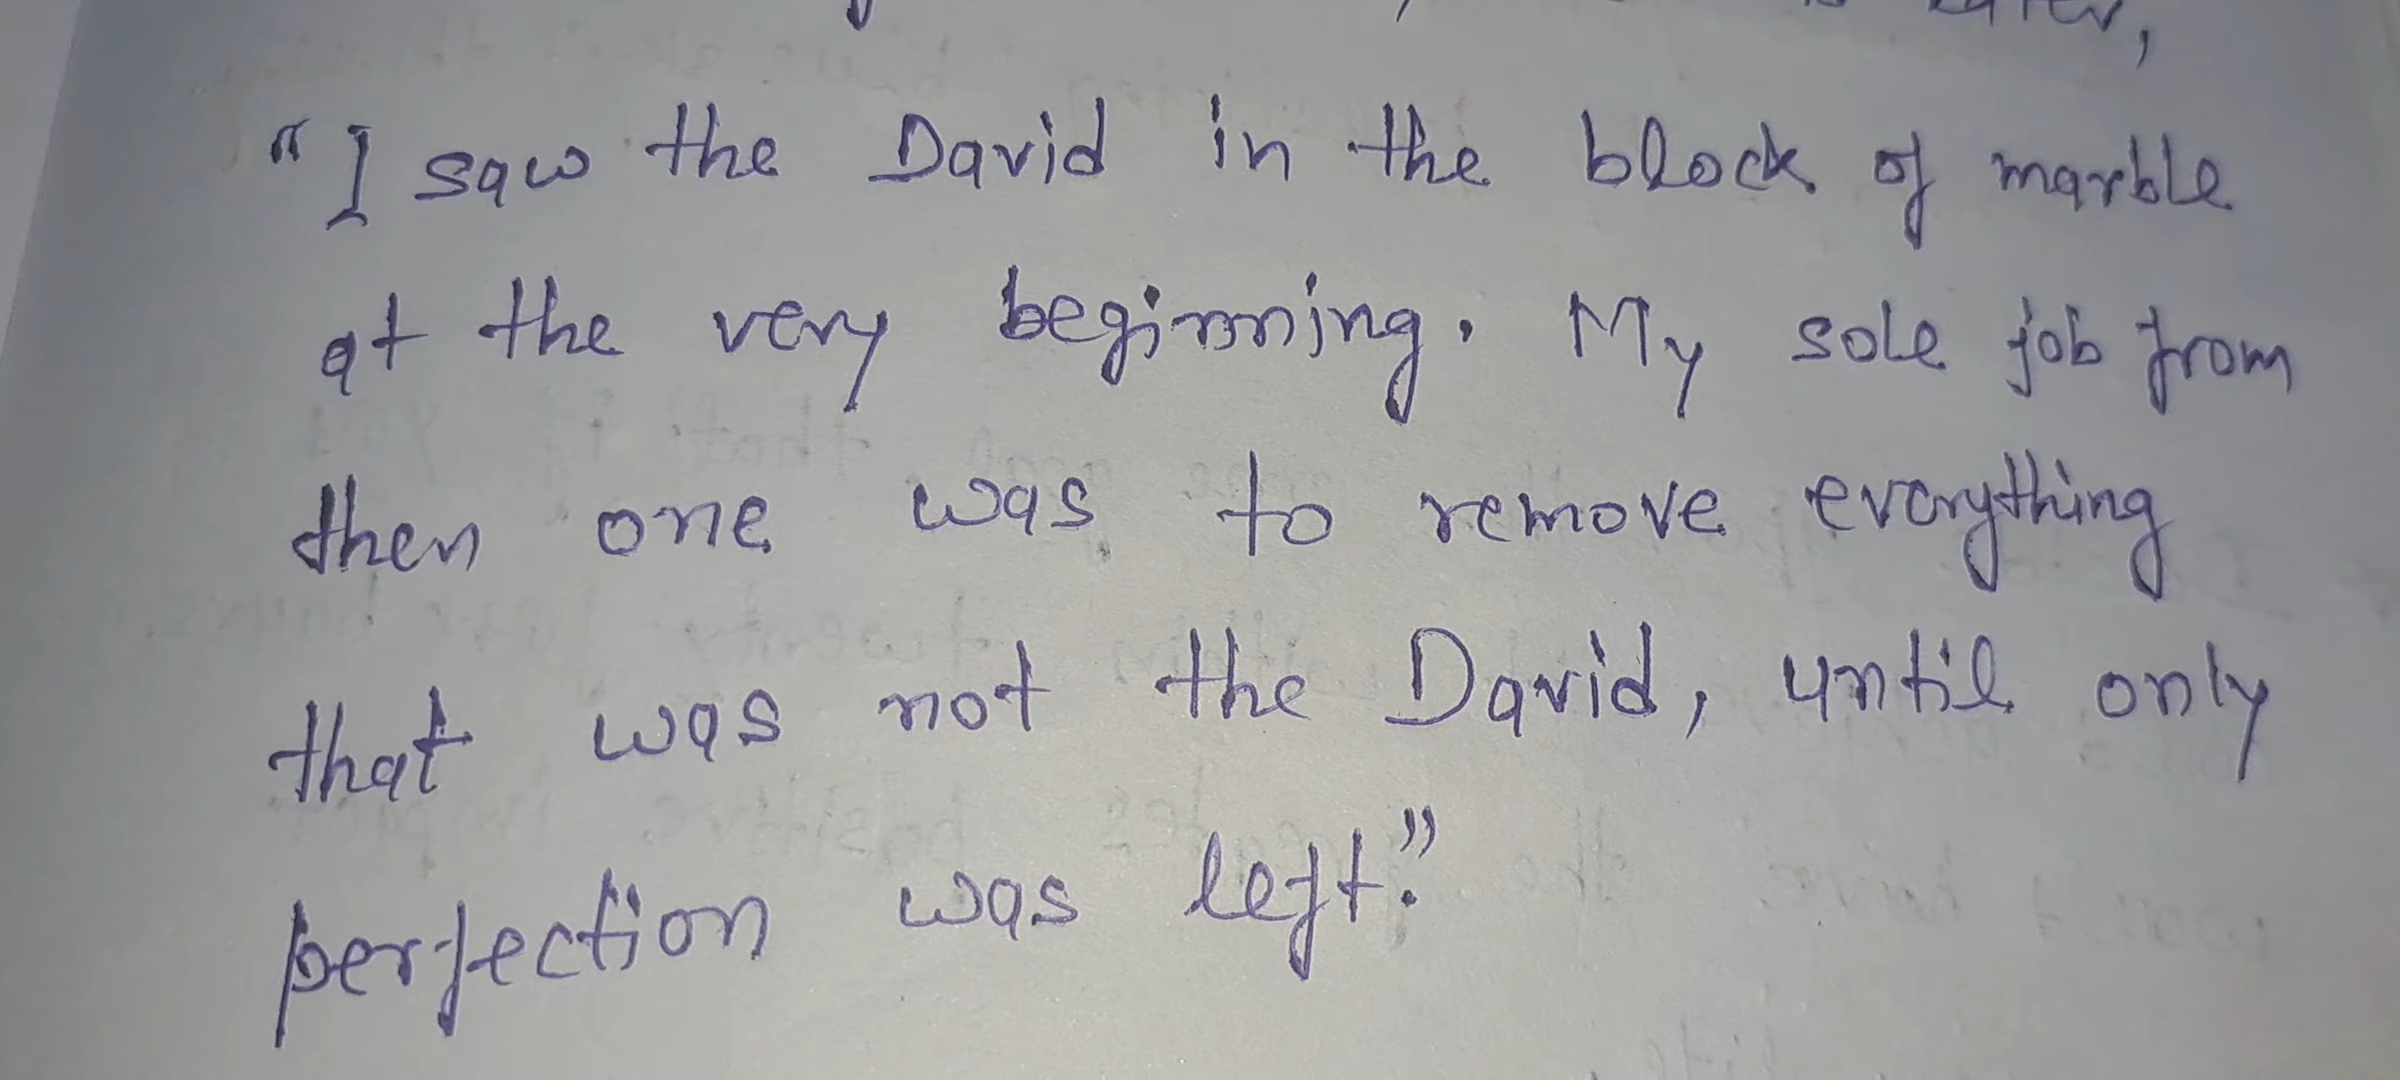 "I saw the David in the block of marble
at the very beginning. My sole job from
then one was to remove everything
that was not the David, until only
perfection was left."